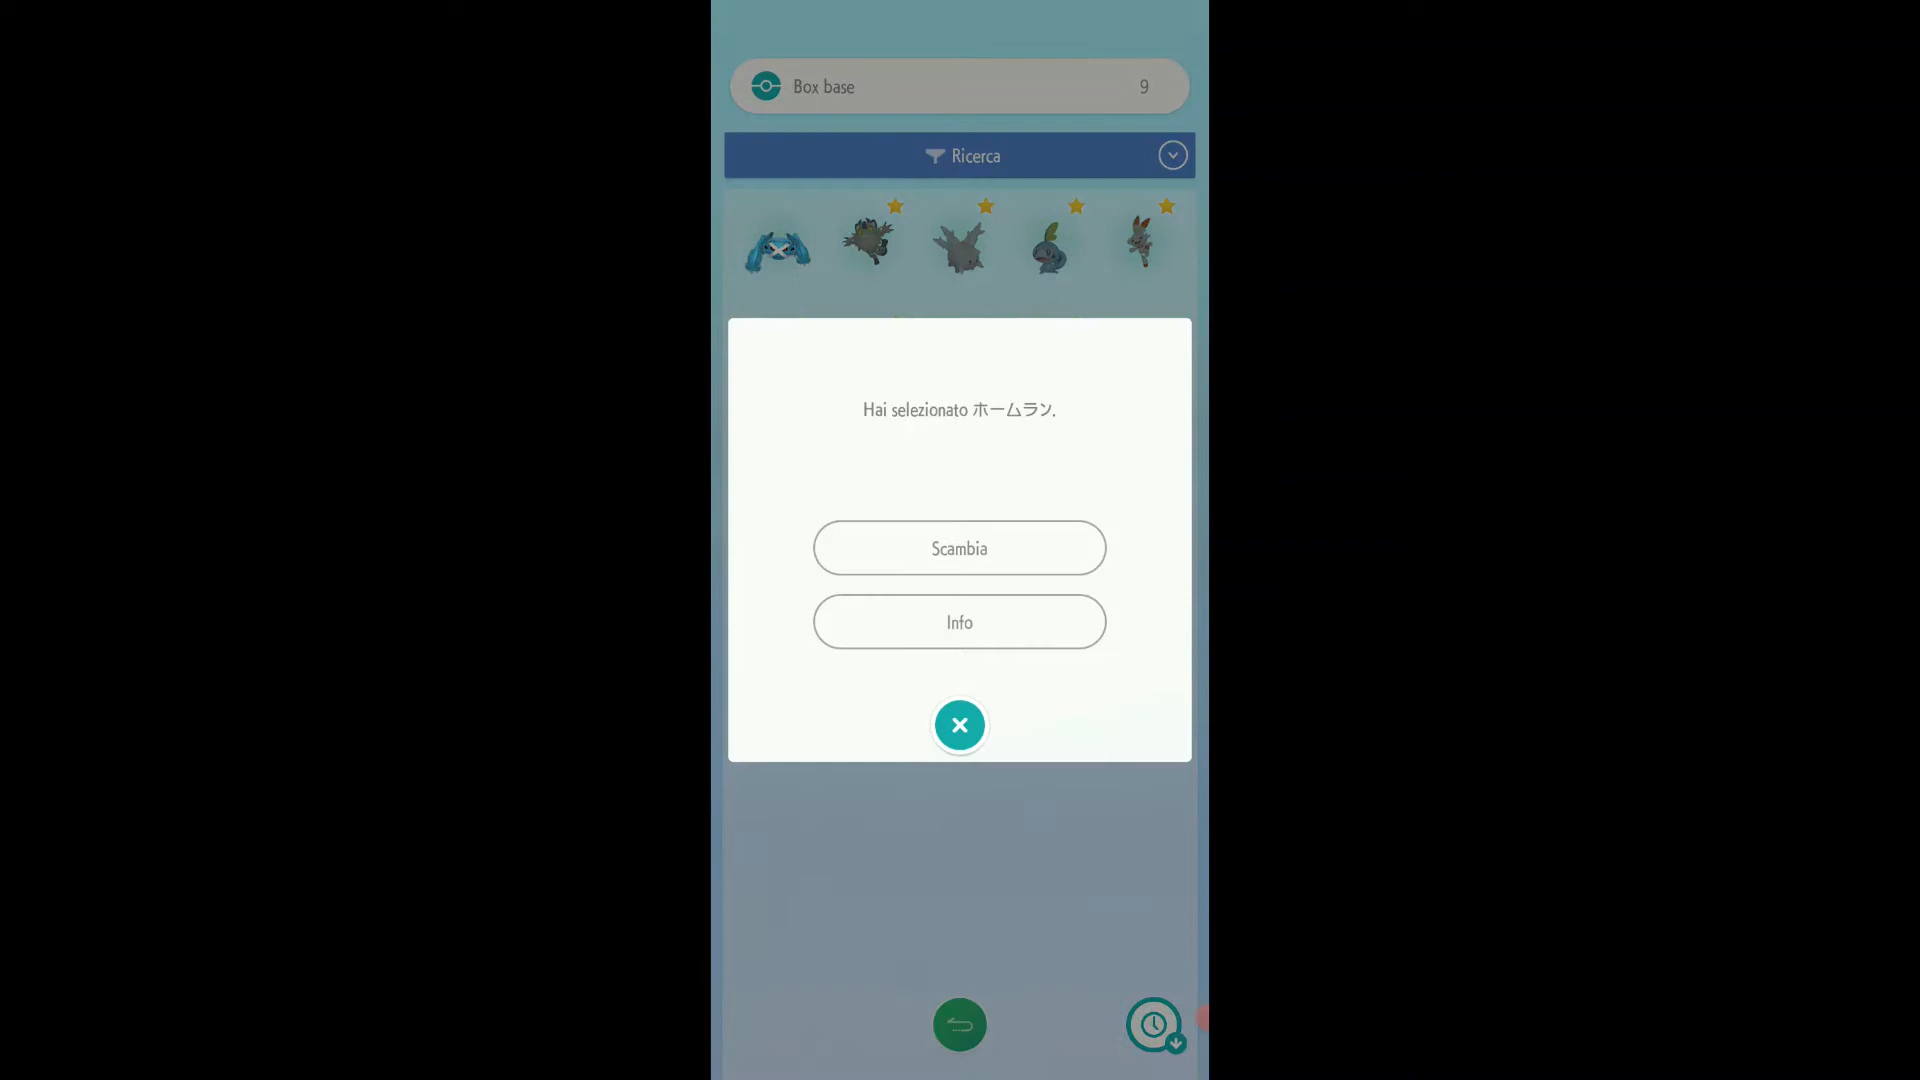 Box base 9
Ricerca
Hai selezionato ホームラン.
Scambia
Info